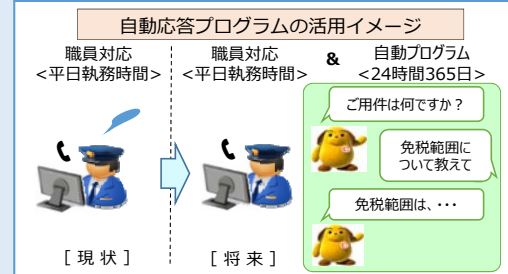 自動応答プログラムの活用イメージ
職員対応
<平日執務時間>
職員対応
<平日執務時間>
&
自動プログラム
<24時間365日>
ご用件は何ですか？
免税範囲に
ついて教えて
免税範囲は、・・・
[ 現 状 ]
[ 将 来 ]